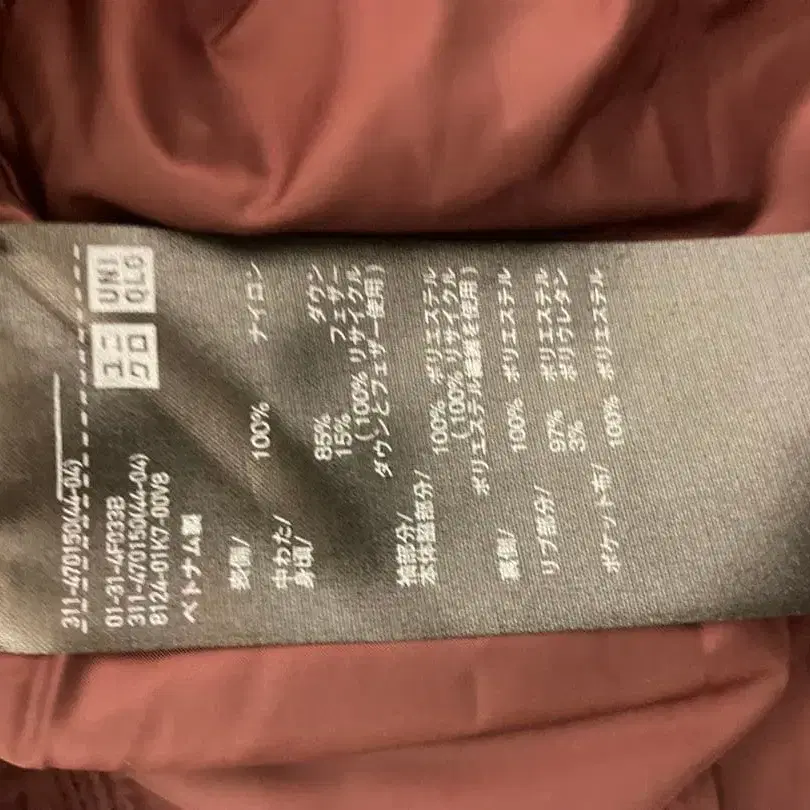 311-470150(44-04)
ユニクロ UNIQLO
01-31-4F033B
311-470150(44-04)
8124-01K7-00V8
ベトナム製
表側/ 100% ナイロン
中わた/
身頃/ 85% ダウン
15% フェザー
(100% リサイクル
ダウンとフェザー使用)
袖部分/ 100% ポリエステル
本体脇部分/ (100% リサイクル
ポリエステル繊維を使用)
裏側/ 100% ポリエステル
リブ部分/ 97% ポリエステル
3% ポリウレタン
ポケット布/ 100% ポリエステル